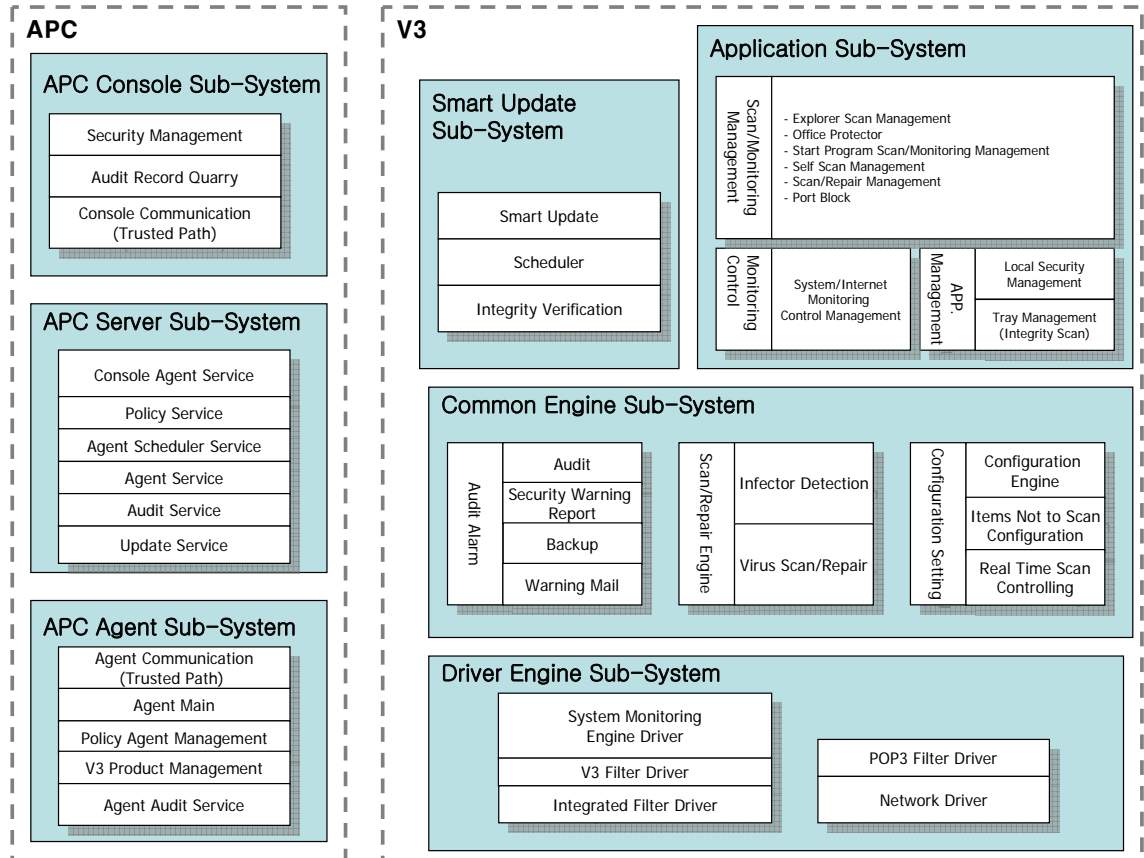 APC
APC Console Sub-System
Security Management
Audit Record Quarry
Console Communication
(Trusted Path)
APC Server Sub-System
Console Agent Service
Policy Service
Agent Scheduler Service
Agent Service
Audit Service
Update Service
APC Agent Sub-System
Agent Communication
(Trusted Path)
Agent Main
Policy Agent Management
V3 Product Management
Agent Audit Service
V3
Smart Update
Sub-System
Smart Update
Scheduler
Integrity Verification
Application Sub-System
Scan/Monitoring
Management
- Explorer Scan Management
- Office Protector
- Start Program Scan/Monitoring Management
- Self Scan Management
- Scan/Repair Management
- Port Block
Monitoring
Control
System/Internet
Monitoring
Control Management
APP.
Management
Local Security
Management
Tray Management
(Integrity Scan)
Common Engine Sub-System
Audit Alarm
Audit
Security Warning
Report
Backup
Warning Mail
Scan/Repair Engine
Infector Detection
Virus Scan/Repair
Configuration Setting
Configuration
Engine
Items Not to Scan
Configuration
Real Time Scan
Controlling
Driver Engine Sub-System
System Monitoring
Engine Driver
V3 Filter Driver
Integrated Filter Driver
POP3 Filter Driver
Network Driver